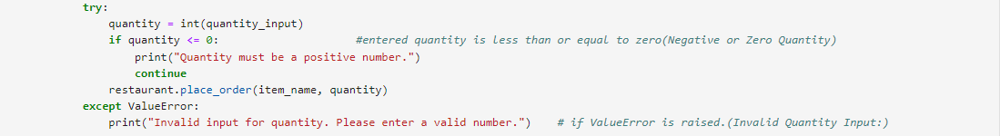 try:
    quantity = int(quantity_input)
    if quantity <= 0:                     #entered quantity is less than or equal to zero(Negative or Zero Quantity)
        print("Quantity must be a positive number.")
        continue
    restaurant.place_order(item_name, quantity)
except ValueError:
    print("Invalid input for quantity. Please enter a valid number.")    # if ValueError is raised.(Invalid Quantity Input:)